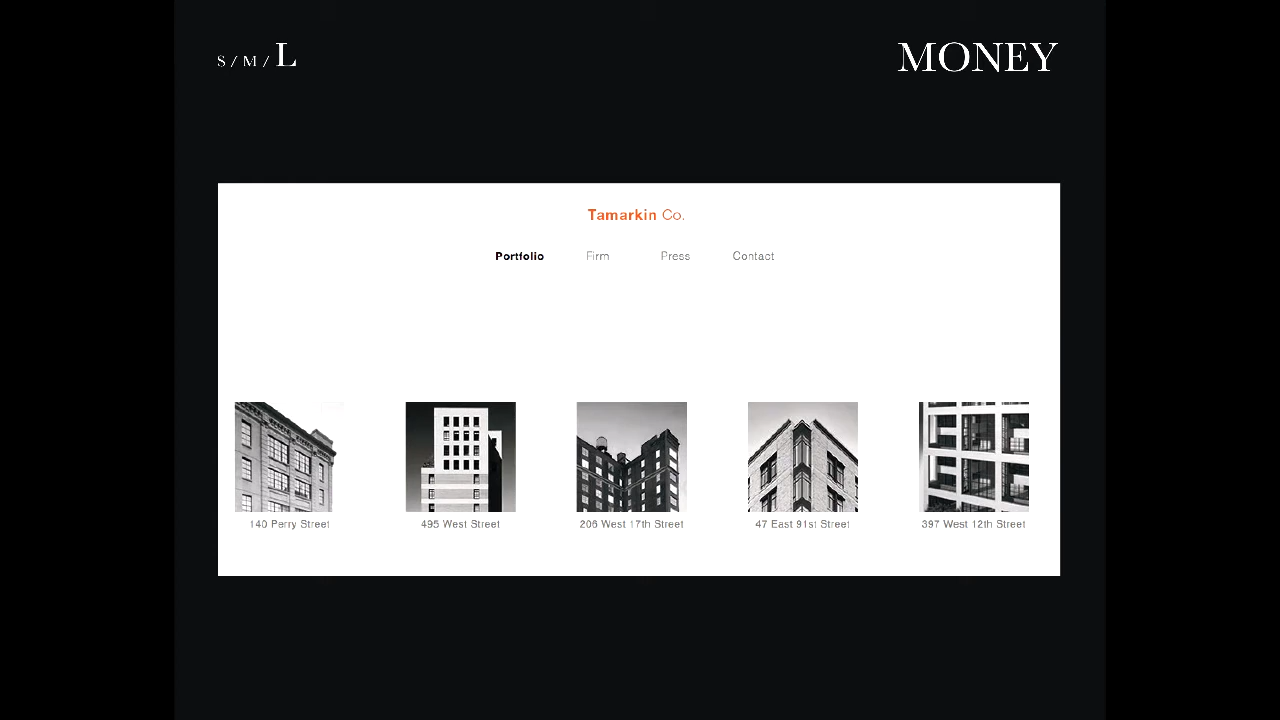 S / M / L
MONEY
Tamarkin Co.
Portfolio Firm Press Contact
140 Perry Street
495 West Street
206 West 17th Street
47 East 91st Street
397 West 12th Street